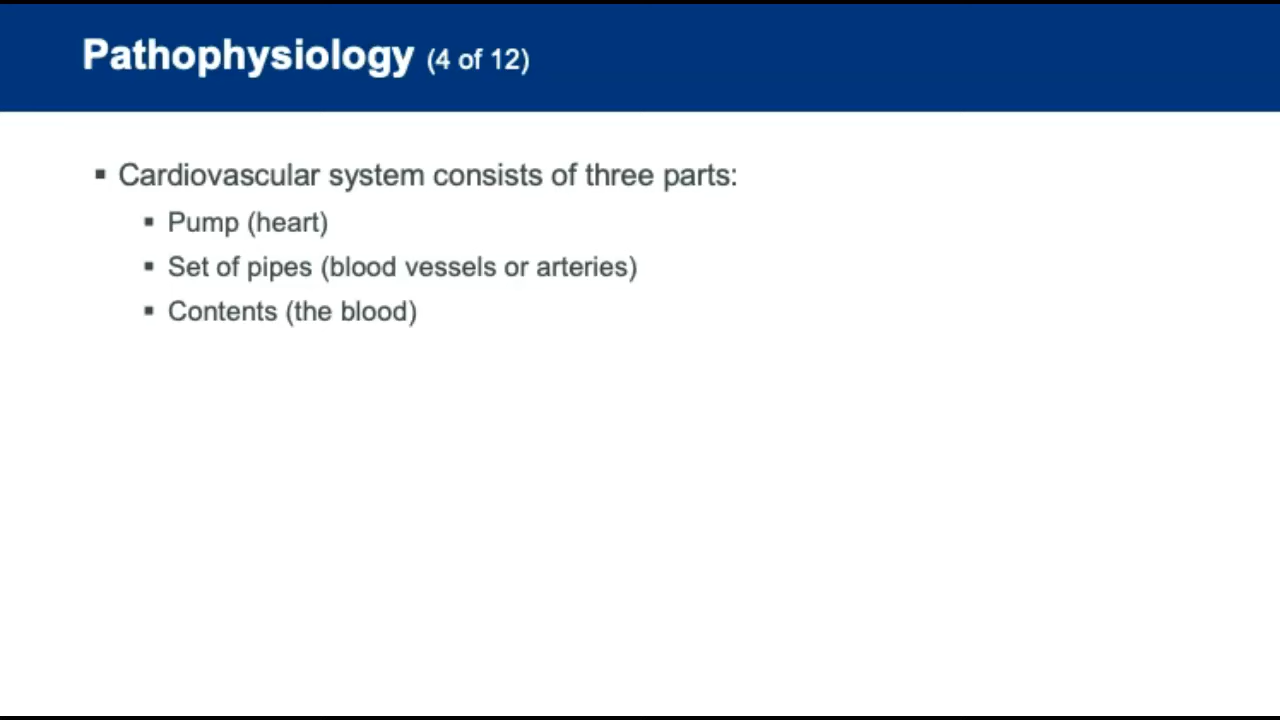 Pathophysiology (4 of 12)
▪ Cardiovascular system consists of three parts:
▪ Pump (heart)
▪ Set of pipes (blood vessels or arteries)
▪ Contents (the blood)